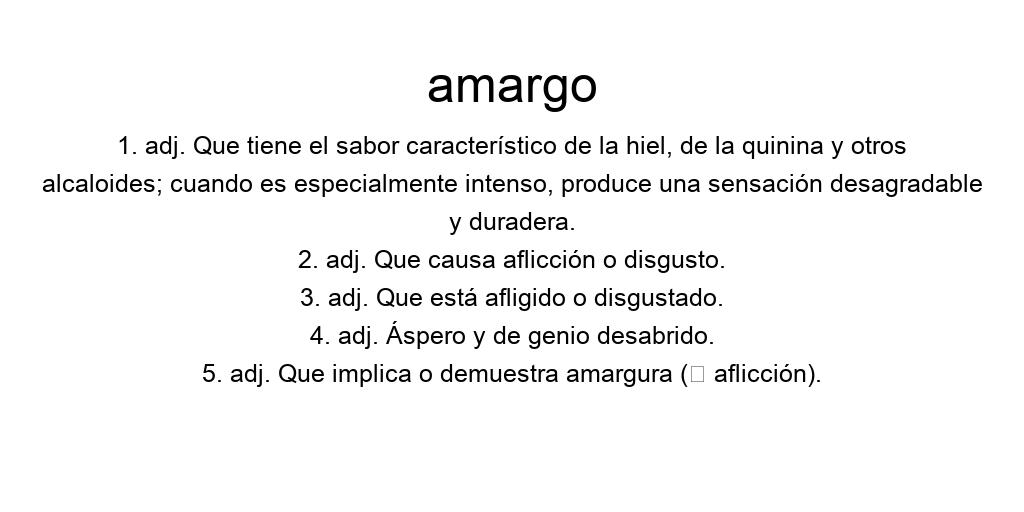 amargo
1. adj. Que tiene el sabor característico de la hiel, de la quinina y otros
alcaloides; cuando es especialmente intenso, produce una sensación desagradable
y duradera.
2. adj. Que causa aflicción o disgusto.
3. adj. Que está afligido o disgustado.
4. adj. Áspero y de genio desabrido.
5. adj. Que implica o demuestra amargura (□ aflicción).